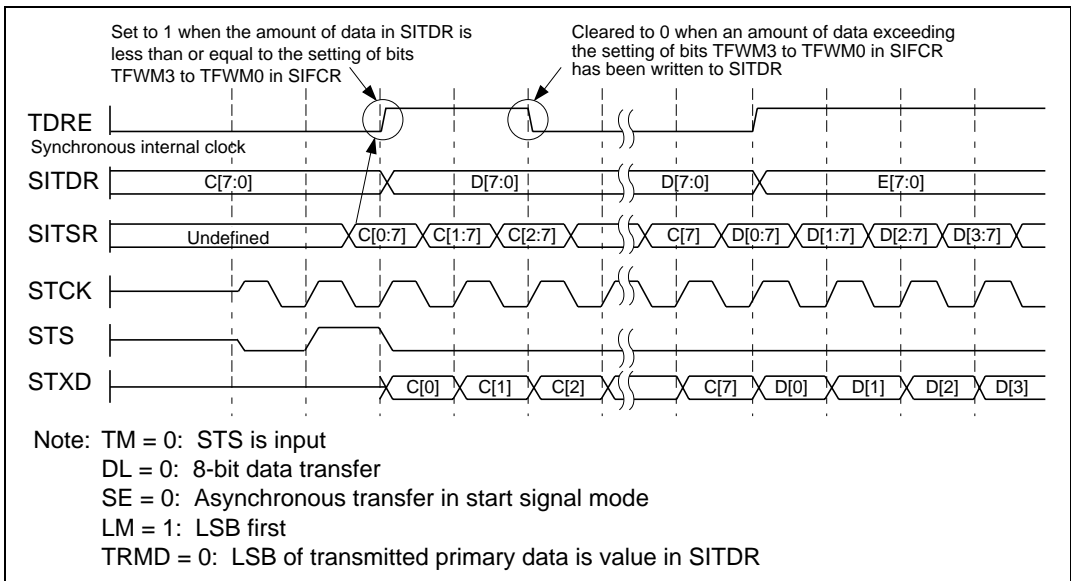 Set to 1 when the amount of data in SITDR is
less than or equal to the setting of bits
TFWM3 to TFWM0 in SIFCR
Cleared to 0 when an amount of data exceeding
the setting of bits TFWM3 to TFWM0 in SIFCR
has been written to SITDR
TDRE
Synchronous internal clock
SITDR C[7:0] D[7:0] D[7:0] E[7:0]
SITSR Undefined C[0:7] C[1:7] C[2:7] C[7] D[0:7] D[1:7] D[2:7] D[3:7]
STCK
STS
STXD C[0] C[1] C[2] C[7] D[0] D[1] D[2] D[3]
Note: TM = 0: STS is input
DL = 0: 8-bit data transfer
SE = 0: Asynchronous transfer in start signal mode
LM = 1: LSB first
TRMD = 0: LSB of transmitted primary data is value in SITDR